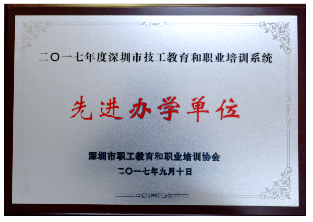 二〇一七年度深圳市技工教育和职业培训系统
先进办学单位
深圳市职工教育和职业培训协会
二〇一七年九月十日